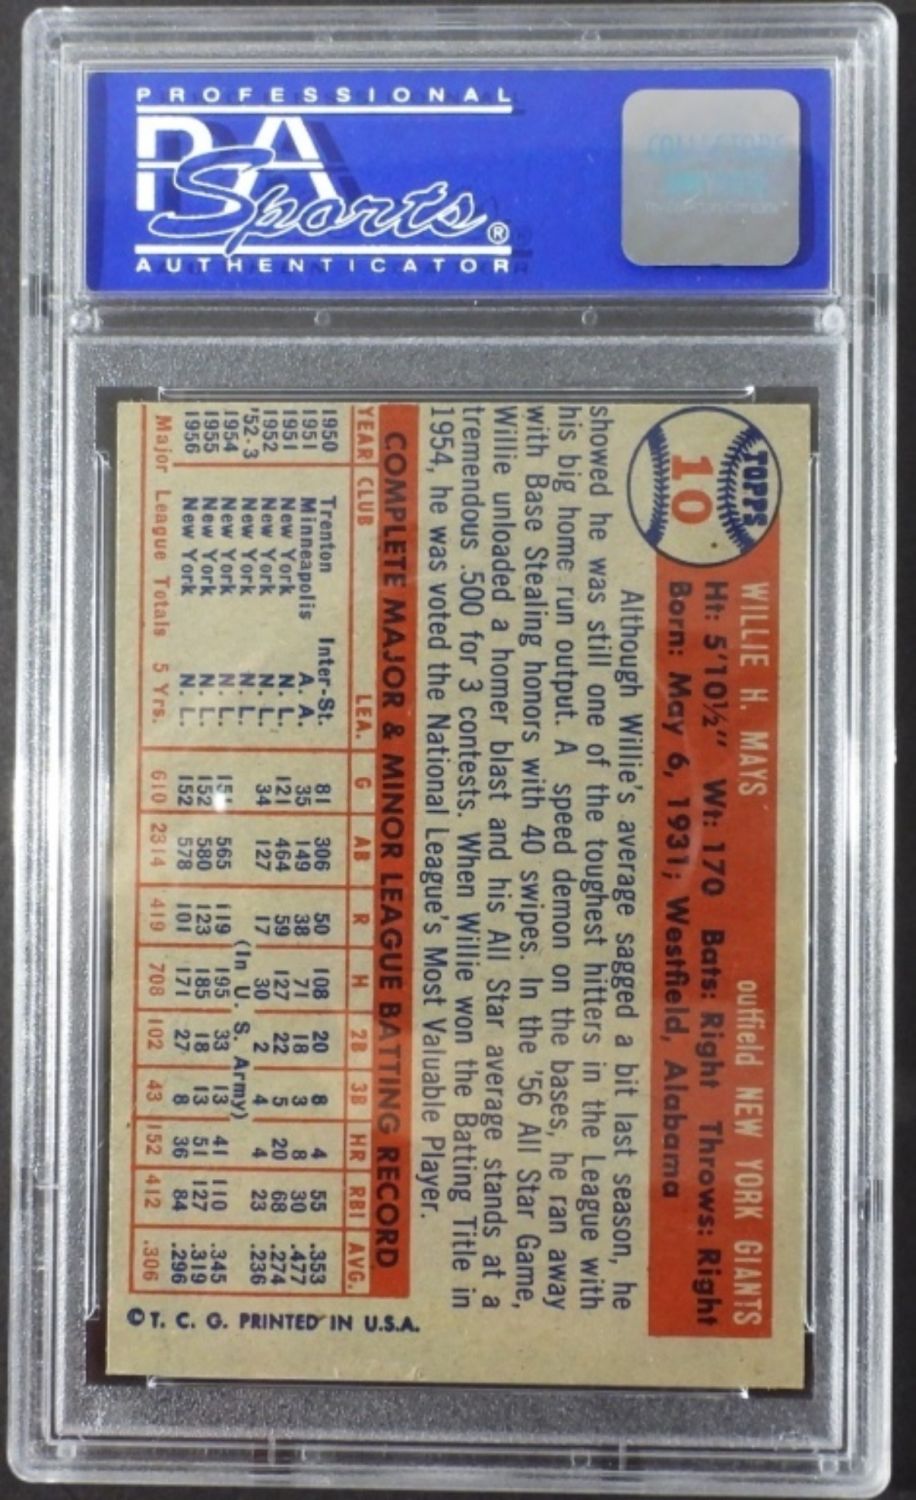 PROFESSIONAL
PSA
Sports®
AUTHENTICATOR
TOPPS
10
WILLIE H. MAYS outfield NEW YORK GIANTS
Ht: 5'10½" Wt: 170 Bats: Right Throws: Right
Born: May 6, 1931; Westfield, Alabama
Although Willie's average sagged a bit last season, he
showed he was still one of the toughest hitters in the League with
his big home run output. A speed demon on the bases, he ran away
with Base Stealing honors with 40 swipes. In the '56 All Star Game,
Willie unloaded a homer blast and his All Star average stands at a
tremendous .500 for 3 contests. When Willie won the Batting Title in
1954, he was voted the National League's Most Valuable Player.
COMPLETE MAJOR & MINOR LEAGUE BATTING RECORD
YEAR CLUB LEA. G AB R H 2B 3B HR RBI AVG.
1950 Trenton Inter-St. 81 306 50 108 20 8 4 55 .353
1951 Minneapolis A. A. 35 149 38 71 18 3 8 30 .477
1951 New York N. L. 121 464 59 127 22 5 20 68 .274
1952 New York N. L. 34 127 17 30 2 4 4 23 .236
'52-3 New York N. L. (In U. S. Army)
1954 New York N. L. 151 565 119 195 33 13 41 110 .345
1955 New York N. L. 152 580 123 185 18 13 51 127 .319
1956 New York N. L. 152 578 101 171 27 8 36 84 .296
Major League Totals 5 Yrs. 610 2314 419 708 102 43 152 412 .306
© T. C. G. PRINTED IN U.S.A.